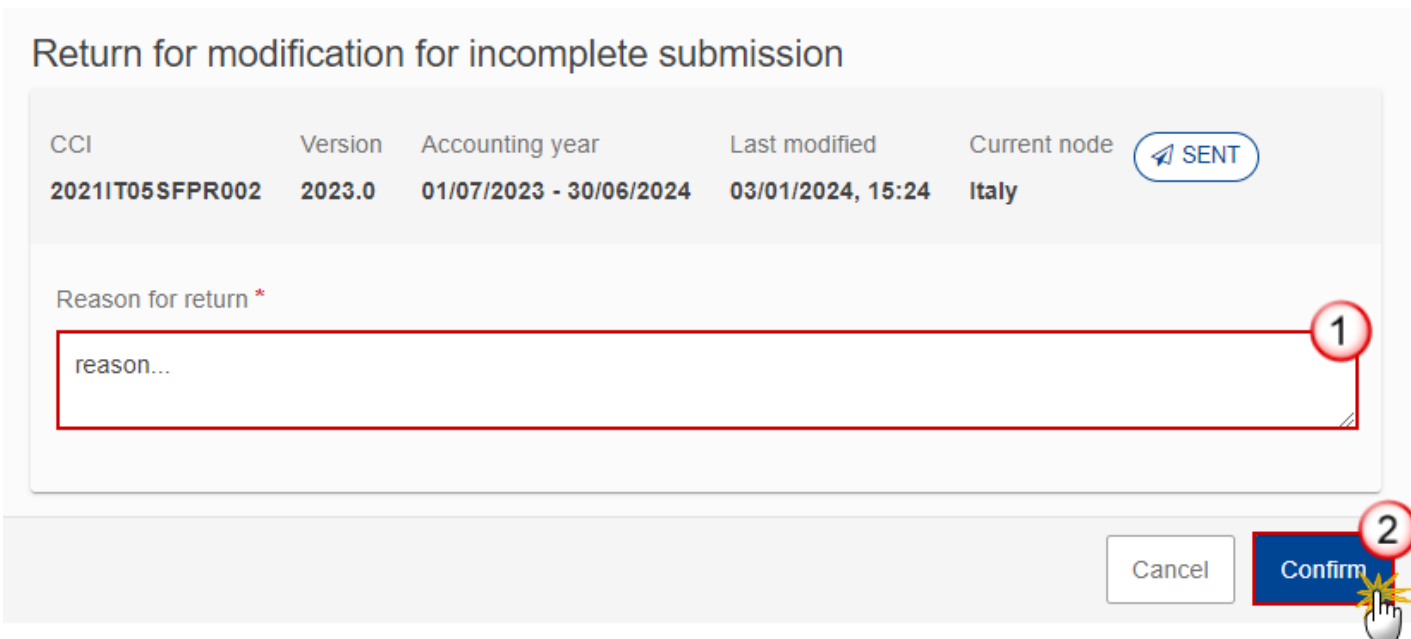 Return for modification for incomplete submission
CCI Version Accounting year Last modified Current node SENT
2021IT05SFPR002 2023.0 01/07/2023 - 30/06/2024 03/01/2024, 15:24 Italy
Reason for return *
1
reason...
2
Cancel Confirm